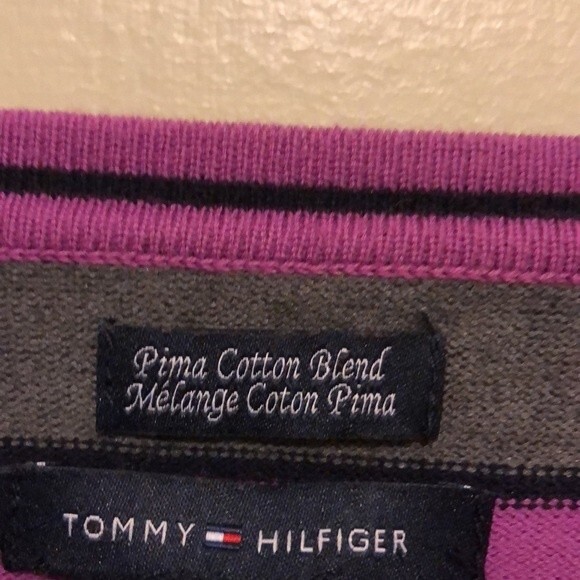 Pima Cotton Blend
Mélange Coton Pima
TOMMY HILFIGER